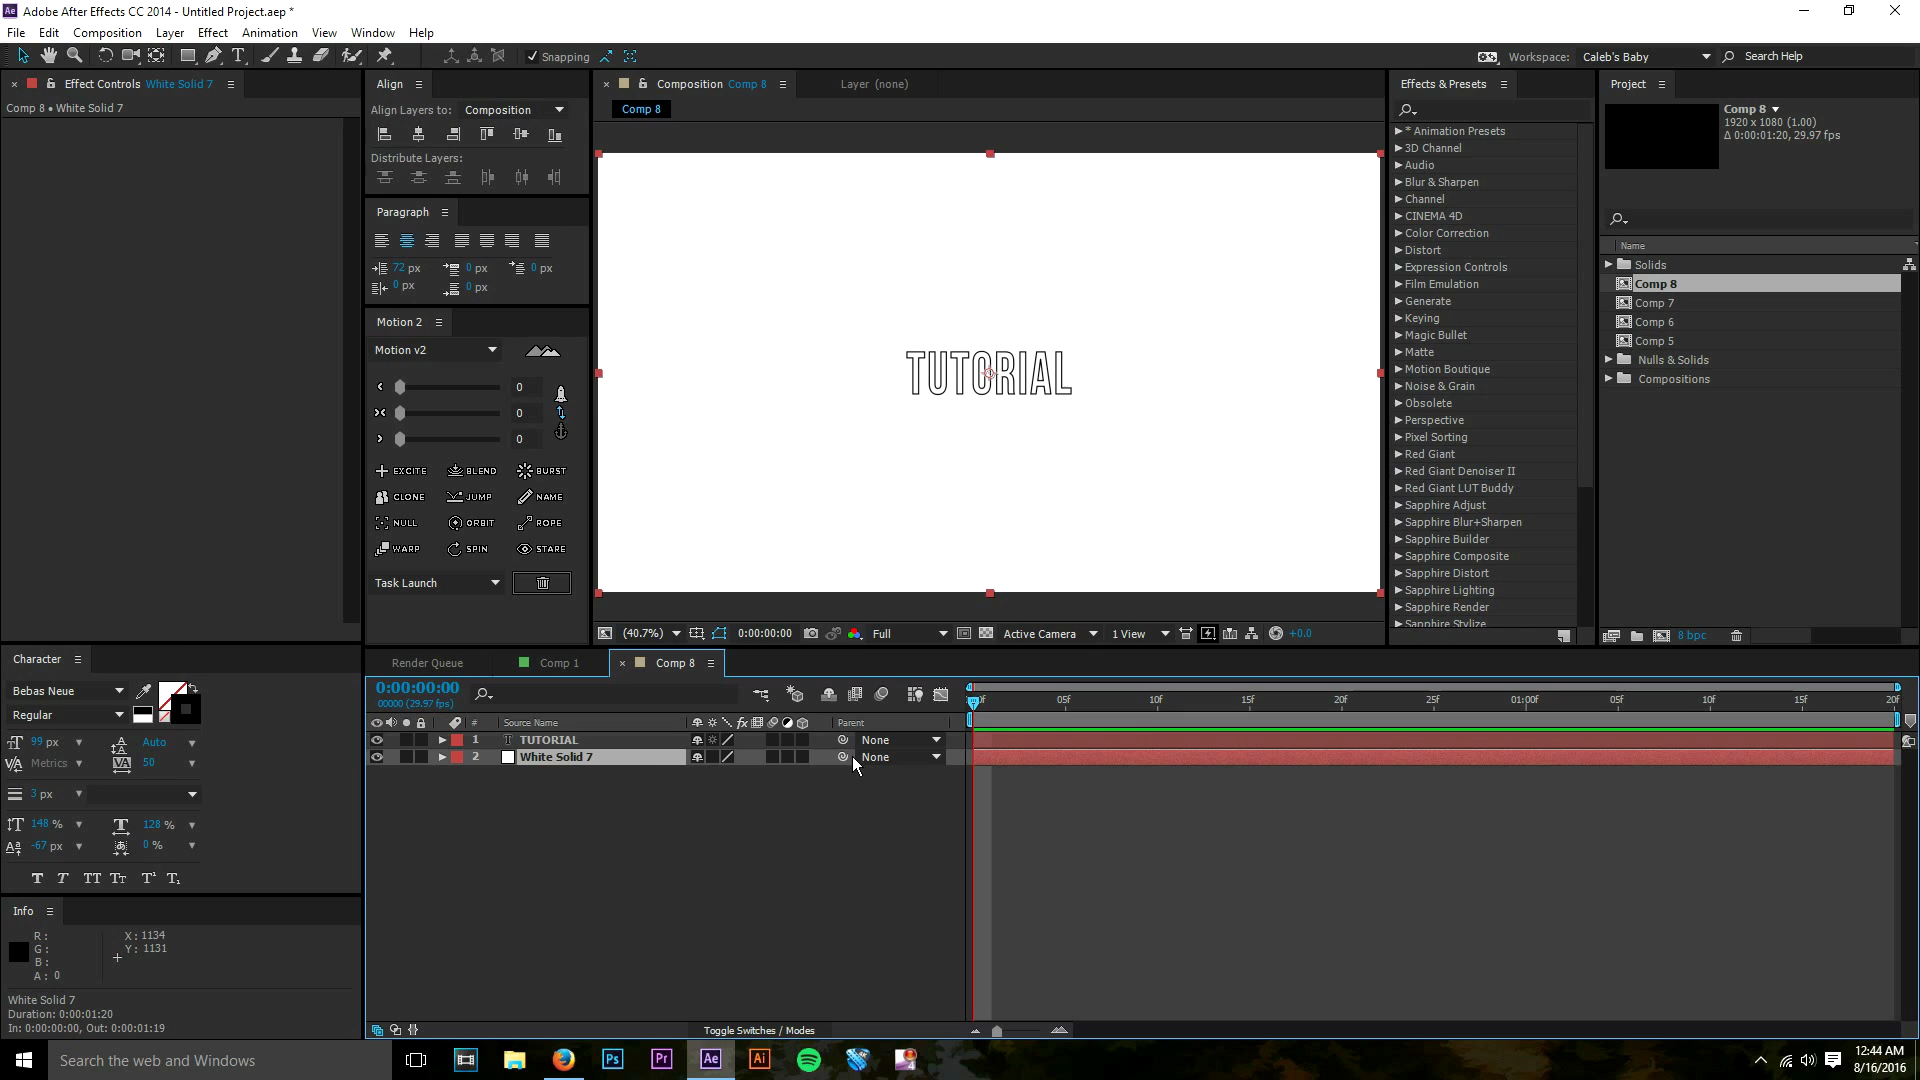 Ae Adobe After Effects CC 2014 - Untitled Project.aep *
File Edit Composition Layer Effect Animation View Window Help
Snapping Workspace: Caleb's Baby Search Help
Effect Controls White Solid 7
Comp 8 • White Solid 7
Align
Align Layers to: Composition
Distribute Layers:
Paragraph
72 px 0 px 0 px
0 px 0 px
Motion 2
Motion v2
0
0
0
EXCITE BLEND BURST
CLONE JUMP NAME
NULL ORBIT ROPE
WARP SPIN STARE
Task Launch
Composition Comp 8 Layer (none)
Comp 8
TUTORIAL
(40.7%) 0:00:00:00 Full Active Camera 1 View +0.0
Effects & Presets
* Animation Presets
3D Channel
Audio
Blur & Sharpen
Channel
CINEMA 4D
Color Correction
Distort
Expression Controls
Film Emulation
Generate
Keying
Magic Bullet
Matte
Motion Boutique
Noise & Grain
Obsolete
Perspective
Pixel Sorting
Red Giant
Red Giant Denoiser II
Red Giant LUT Buddy
Sapphire Adjust
Sapphire Blur+Sharpen
Sapphire Builder
Sapphire Composite
Sapphire Distort
Sapphire Lighting
Sapphire Render
Sapphire Stylize
Project
Comp 8
1920 x 1080 (1.00)
Δ 0:00:01:20, 29.97 fps
Name
Solids
Comp 8
Comp 7
Comp 6
Comp 5
Nulls & Solids
Compositions
8 bpc
Character
Bebas Neue
Regular
99 px Auto
Metrics 50
3 px
148 % 128 %
-67 px 0 %
T T TT Tt T¹ T₁
Info
R: X: 1134
G: Y: 1131
B:
A: 0
White Solid 7
Duration: 0:00:01:20
In: 0:00:00:00, Out: 0:00:01:19
Render Queue Comp 1 Comp 8
0:00:00:00
00000 (29.97 fps)
05f 10f 15f 20f 25f 01:00f 05f 10f 15f 20f
# Source Name fx Parent
1 T TUTORIAL None
2 White Solid 7 None
Toggle Switches / Modes
Search the web and Windows
Ps Pr Ae Ai
12:44 AM
8/16/2016